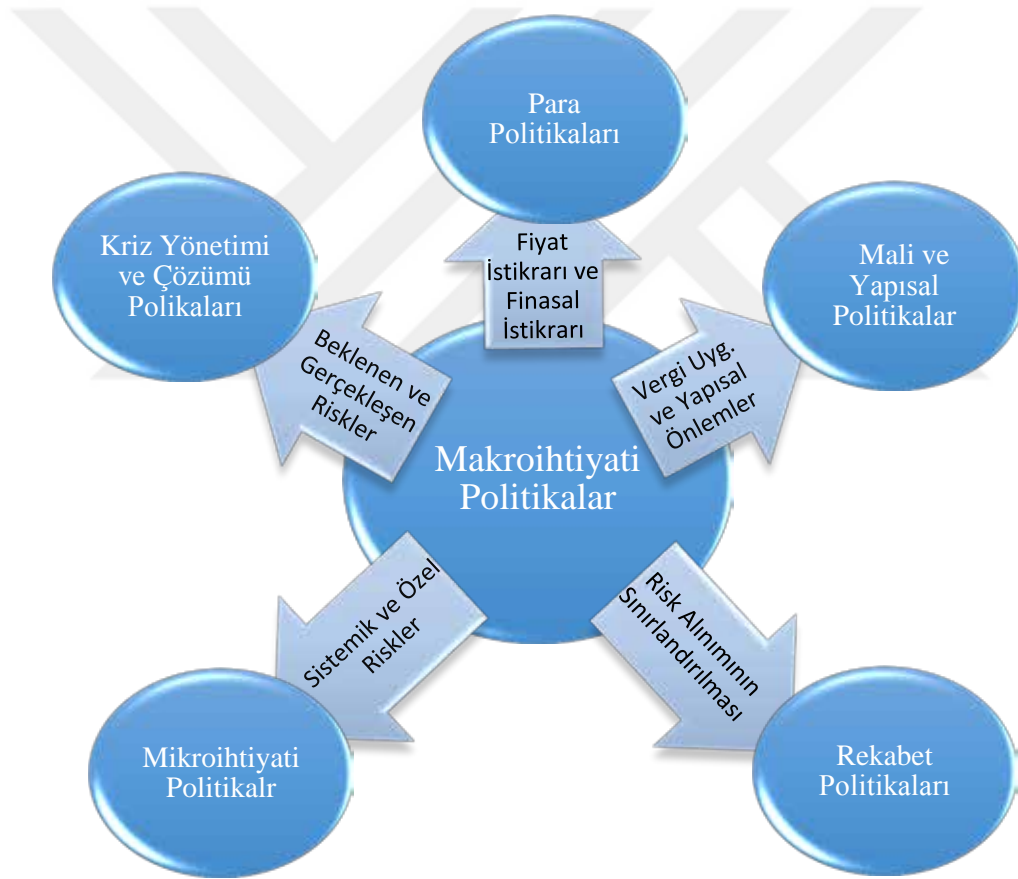 Para
Politikaları
Kriz Yönetimi
ve Çözümü
Polikaları
Fiyat
İstikrarı ve
Finasal
İstikrarı
Mali ve
Yapısal
Politikalar
Beklenen ve
Gerçekleşen
Riskler
Vergi Uyg.
ve Yapısal
Önlemler
Makroihtiyati
Politikalar
Sistemik ve Özel
Riskler
Risk Alınımının
Sınırlandırılması
Mikroihtiyati
Politikalr
Rekabet
Politikaları